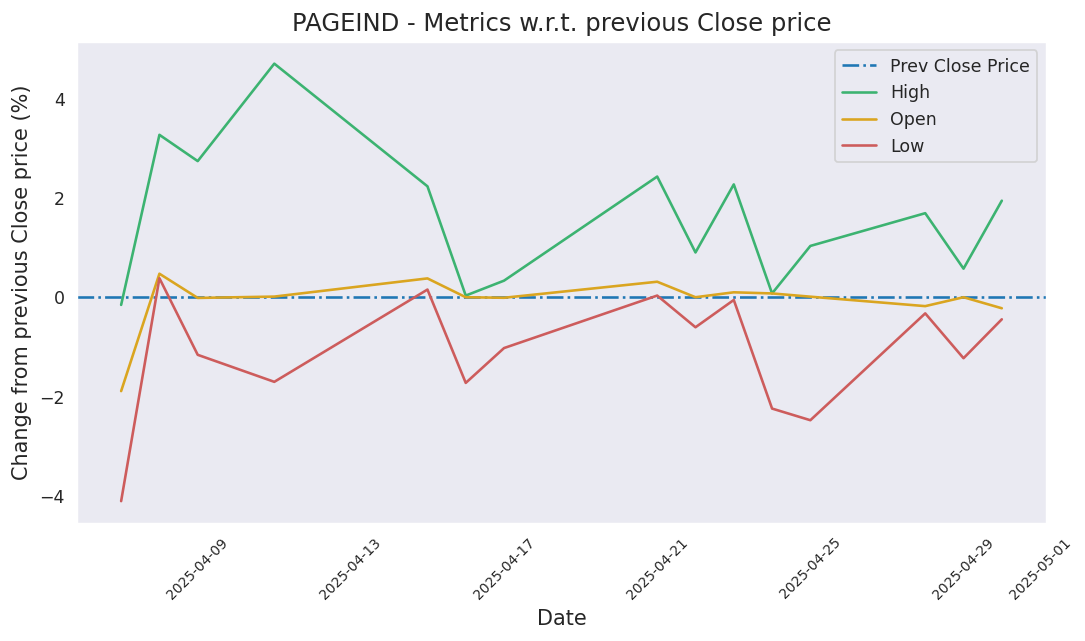 PAGEIND - Metrics w.r.t. previous Close price
Prev Close Price
High
Open
Low
Change from previous Close price (%)
4
2
0
−2
−4
2025-04-09
2025-04-13
2025-04-17
2025-04-21
2025-04-25
2025-04-29
2025-05-01
Date